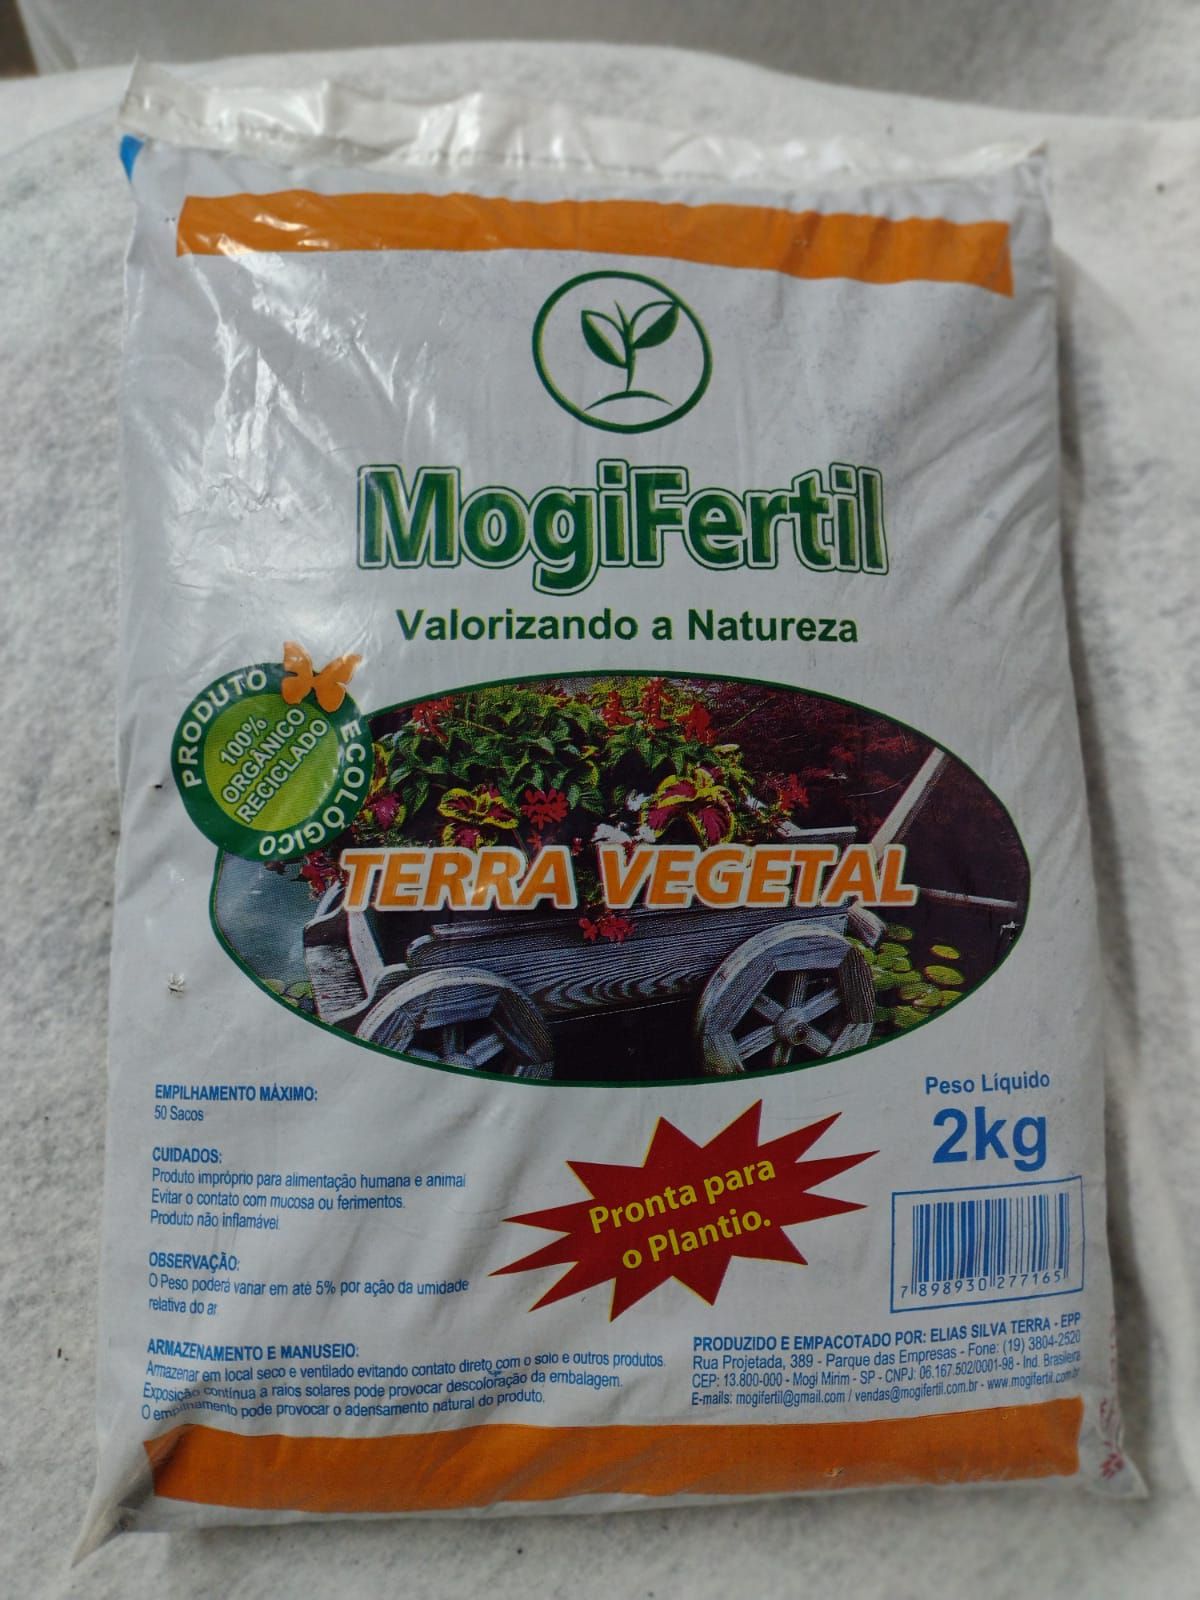 MogiFertil
Valorizando a Natureza
PRODUTO ECOLÓGICO
100%
ORGÂNICO
RECICLADO
TERRA VEGETAL
EMPILHAMENTO MÁXIMO:
50 Sacos
CUIDADOS:
Produto impróprio para alimentação humana e animal
Evitar o contato com mucosa ou ferimentos.
Produto não inflamável
OBSERVAÇÃO:
O Peso poderá variar em até 5% por ação da umidade
relativa do ar
ARMAZENAMENTO E MANUSEIO:
Armazenar em local seco e ventilado evitando contato direto com o solo e outros produtos.
Exposição contínua a raios solares pode provocar descoloração da embalagem.
O empilhamento pode provocar o adensamento natural do produto.
Pronta para
o Plantio.
Peso Líquido
2kg
7 898930 277165
PRODUZIDO E EMPACOTADO POR: ELIAS SILVA TERRA - EPP
Rua Projetada, 389 - Parque das Empresas - Fone: (19) 3804-2520
CEP: 13.800-000 - Mogi Mirim - SP - CNPJ: 06.167.502/0001-98 - Ind. Brasileira
E-mails: mogifertil@gmail.com / vendas@mogifertil.com.br - www.mogifertil.com.br